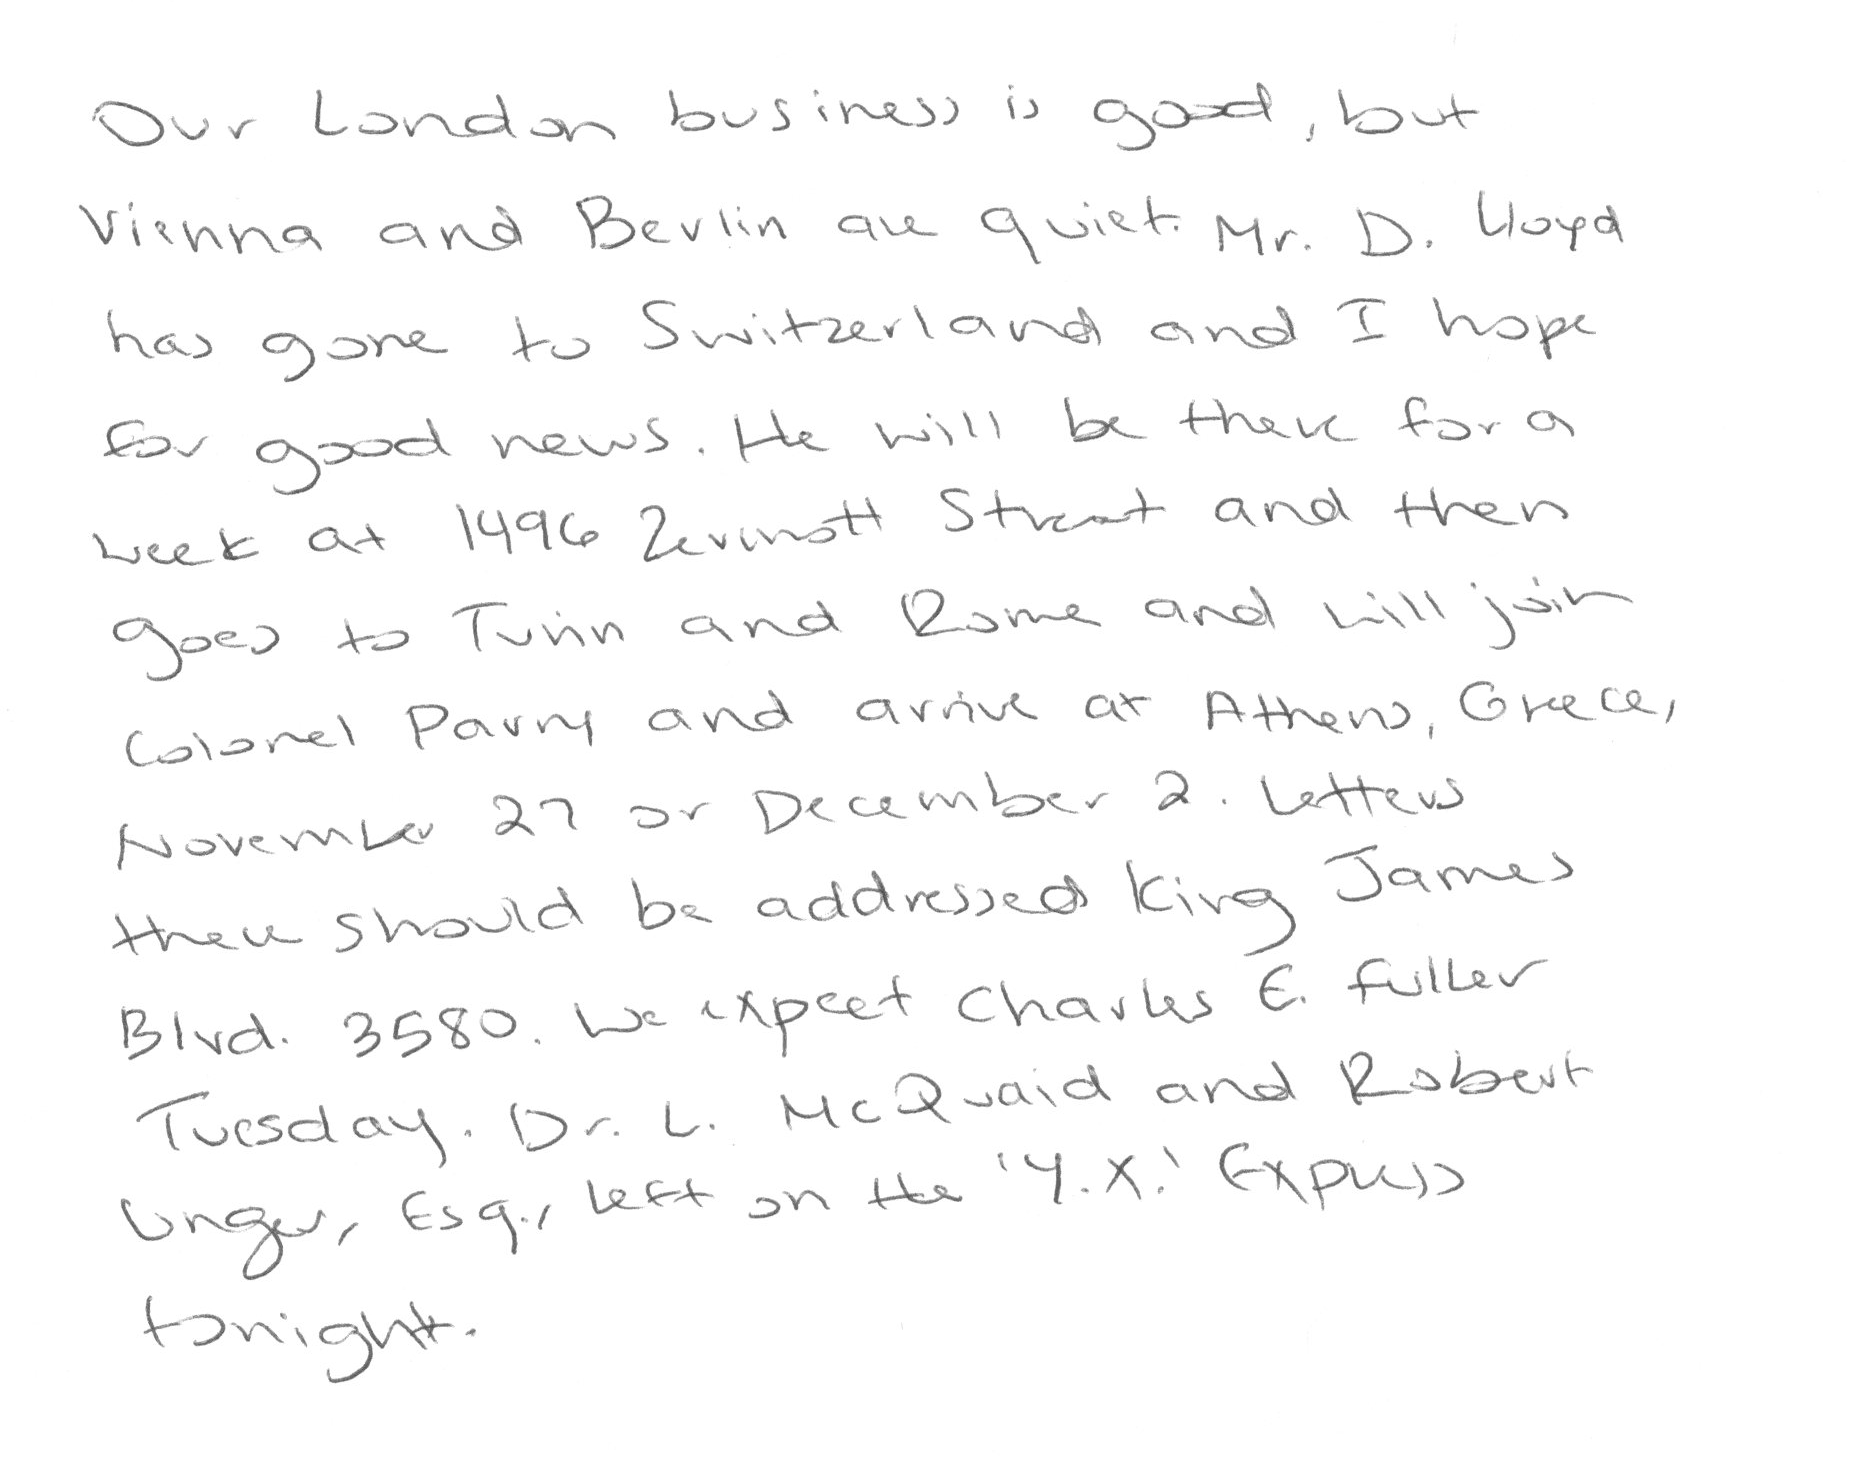 Our London business is good, but
Vienna and Berlin are quiet. Mr. D. Lloyd
has gone to Switzerland and I hope
for good news. He will be there for a
week at 1496 Zermott Street and then
goes to Turin and Rome and will join
Colonel Parry and arrive at Athens, Greece,
November 27 or December 2. Letters
there should be addressed King James
Blvd. 3580. We expect Charles E. Fuller
Tuesday. Dr. L. McQuaid and Robert
Unger, Esq., left on the 'Y.X.' Express
tonight.